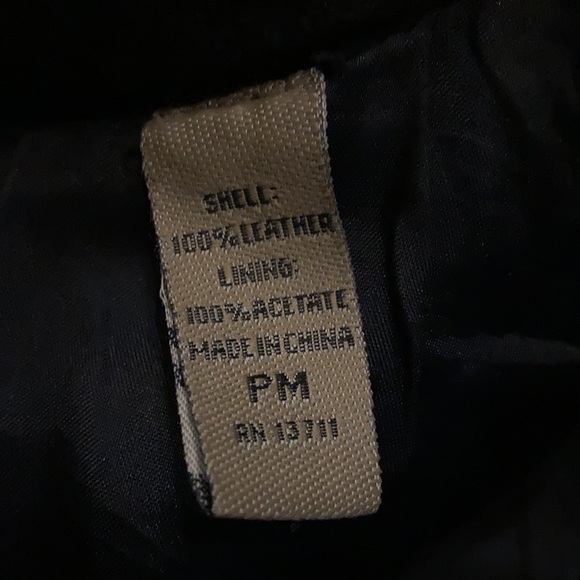 SHELL:
100% LEATHER
LINING:
100% ACETATE
MADE IN CHINA
PM
RN 13711